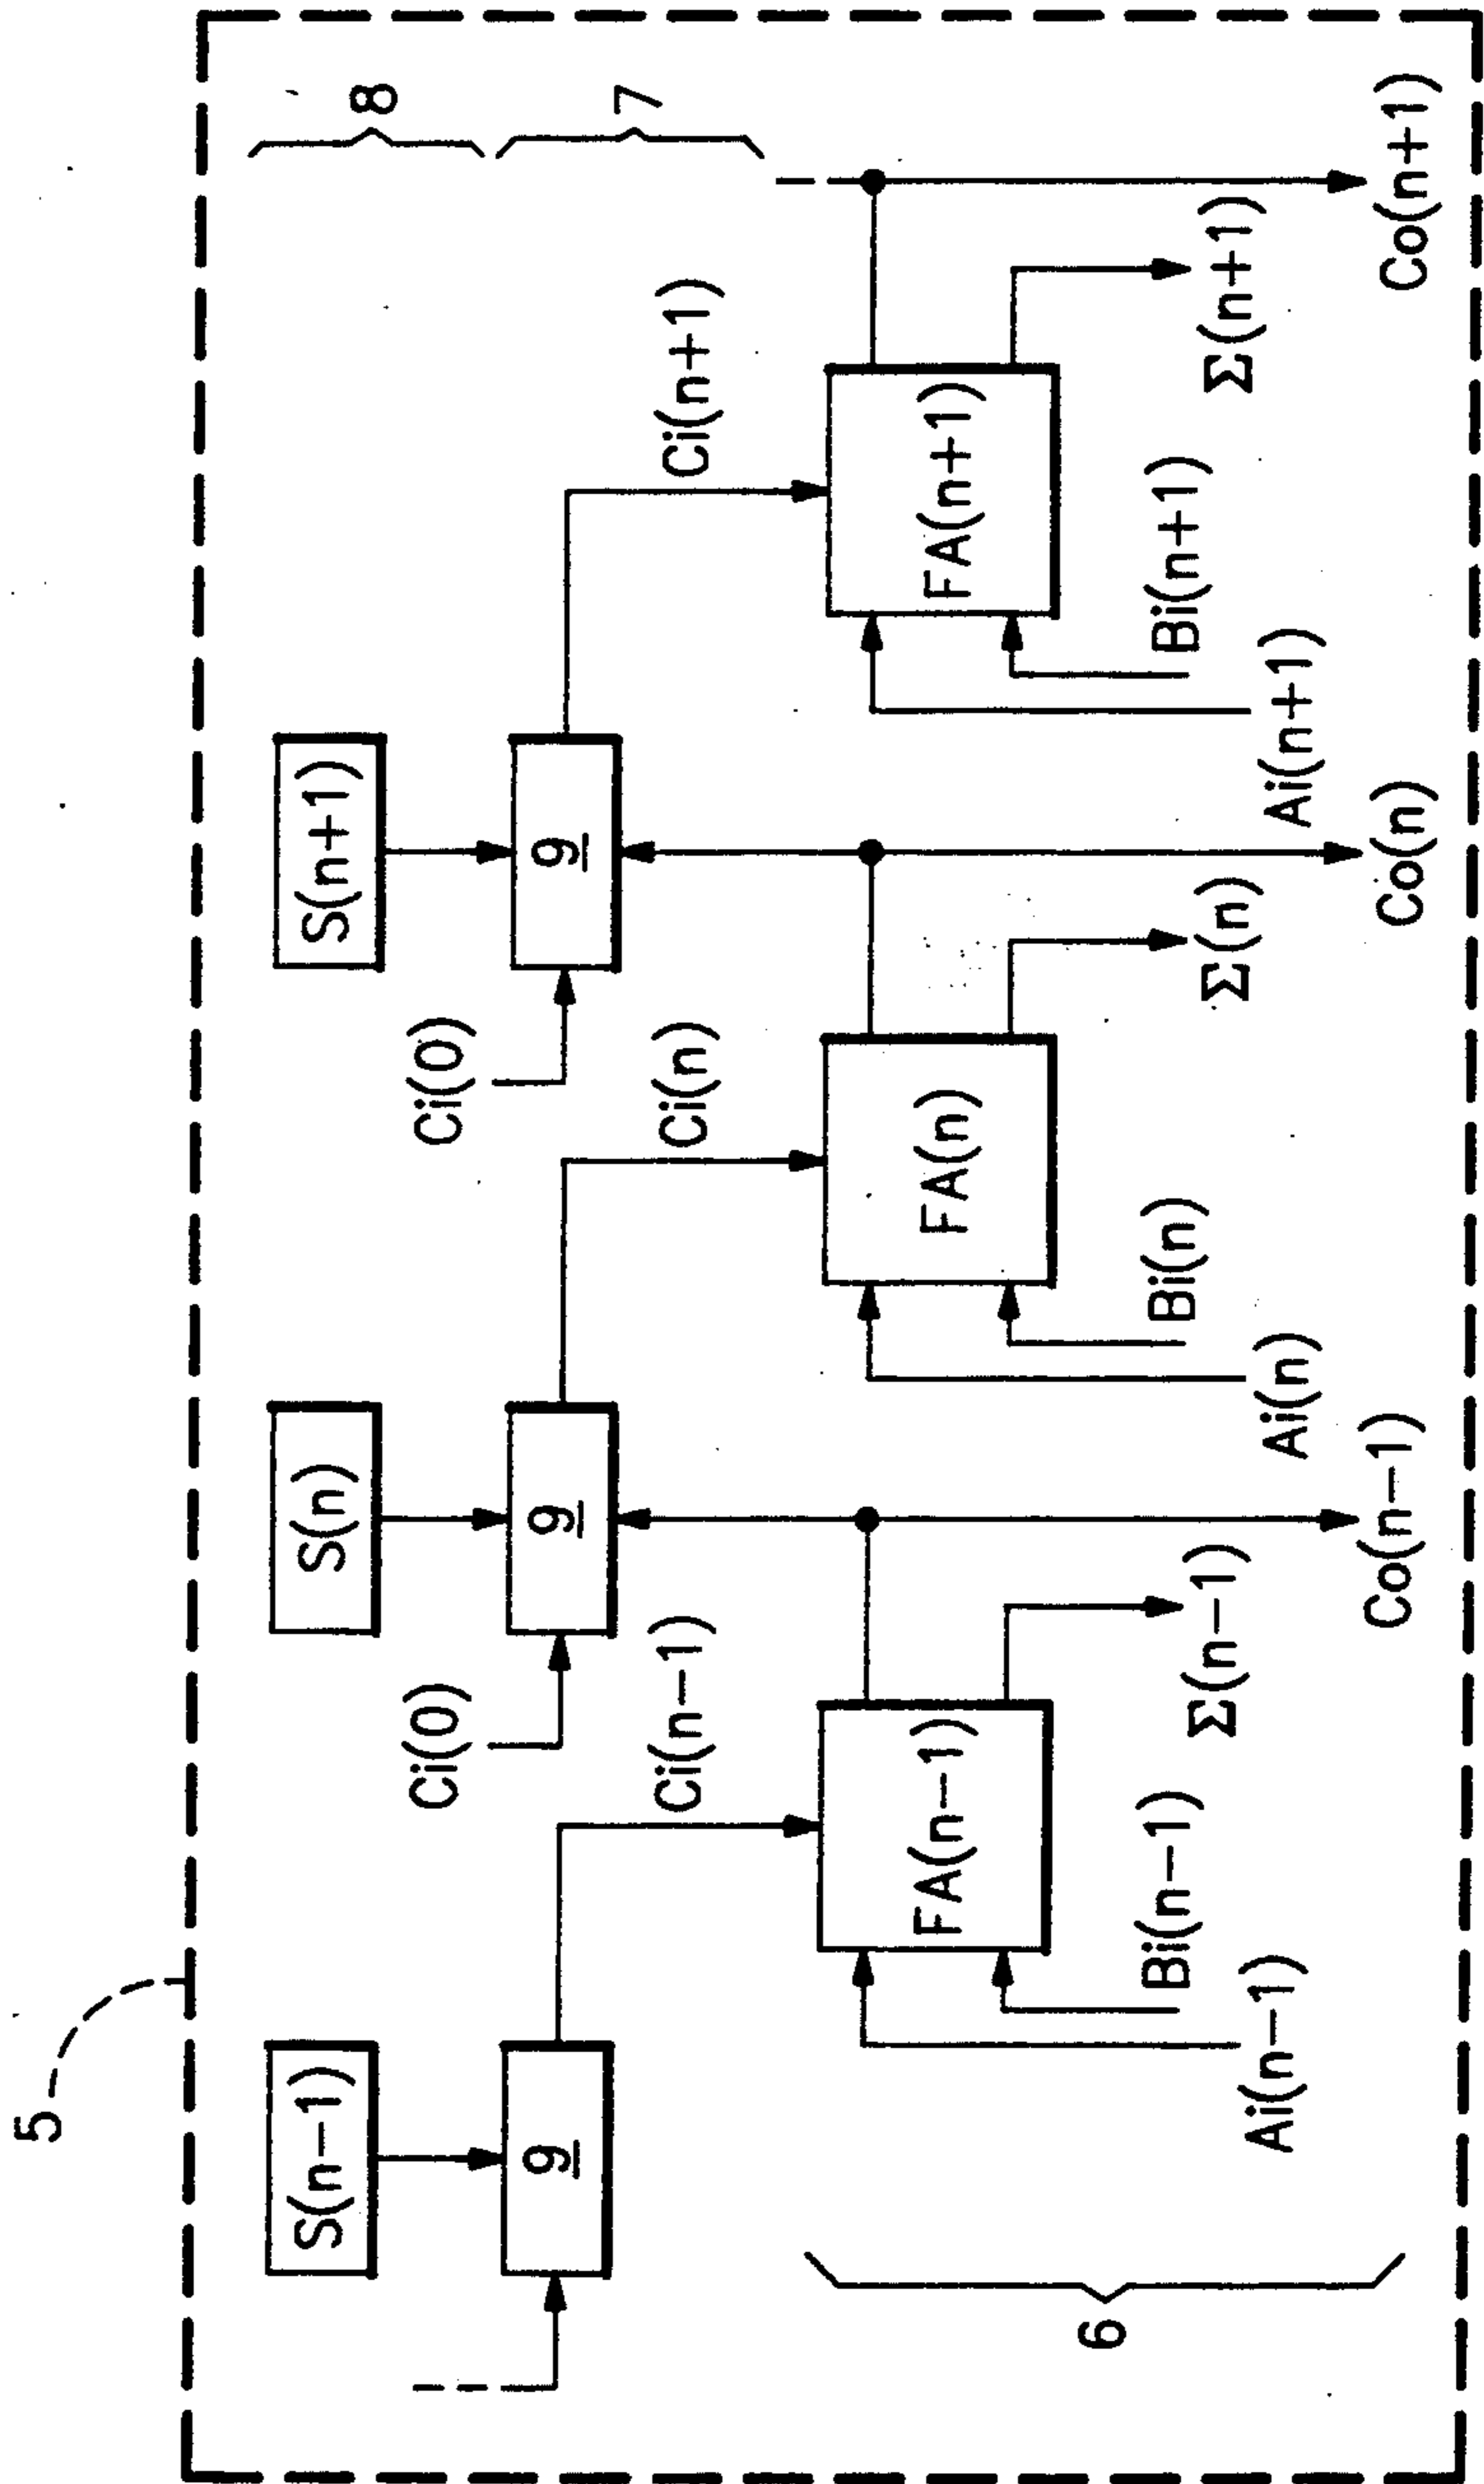 5
S(n−1) S(n) S(n+1)
8
Ci(0) Ci(0)
9 9 9
7
Ci(n−1) Ci(n) Ci(n+1)
FA(n−1) FA(n) FA(n+1)
6
Bi(n−1) Bi(n) Bi(n+1)
Σ(n−1) Σ(n) Σ(n+1)
Ai(n−1) Ai(n) Ai(n+1)
Co(n−1) Co(n) Co(n+1)